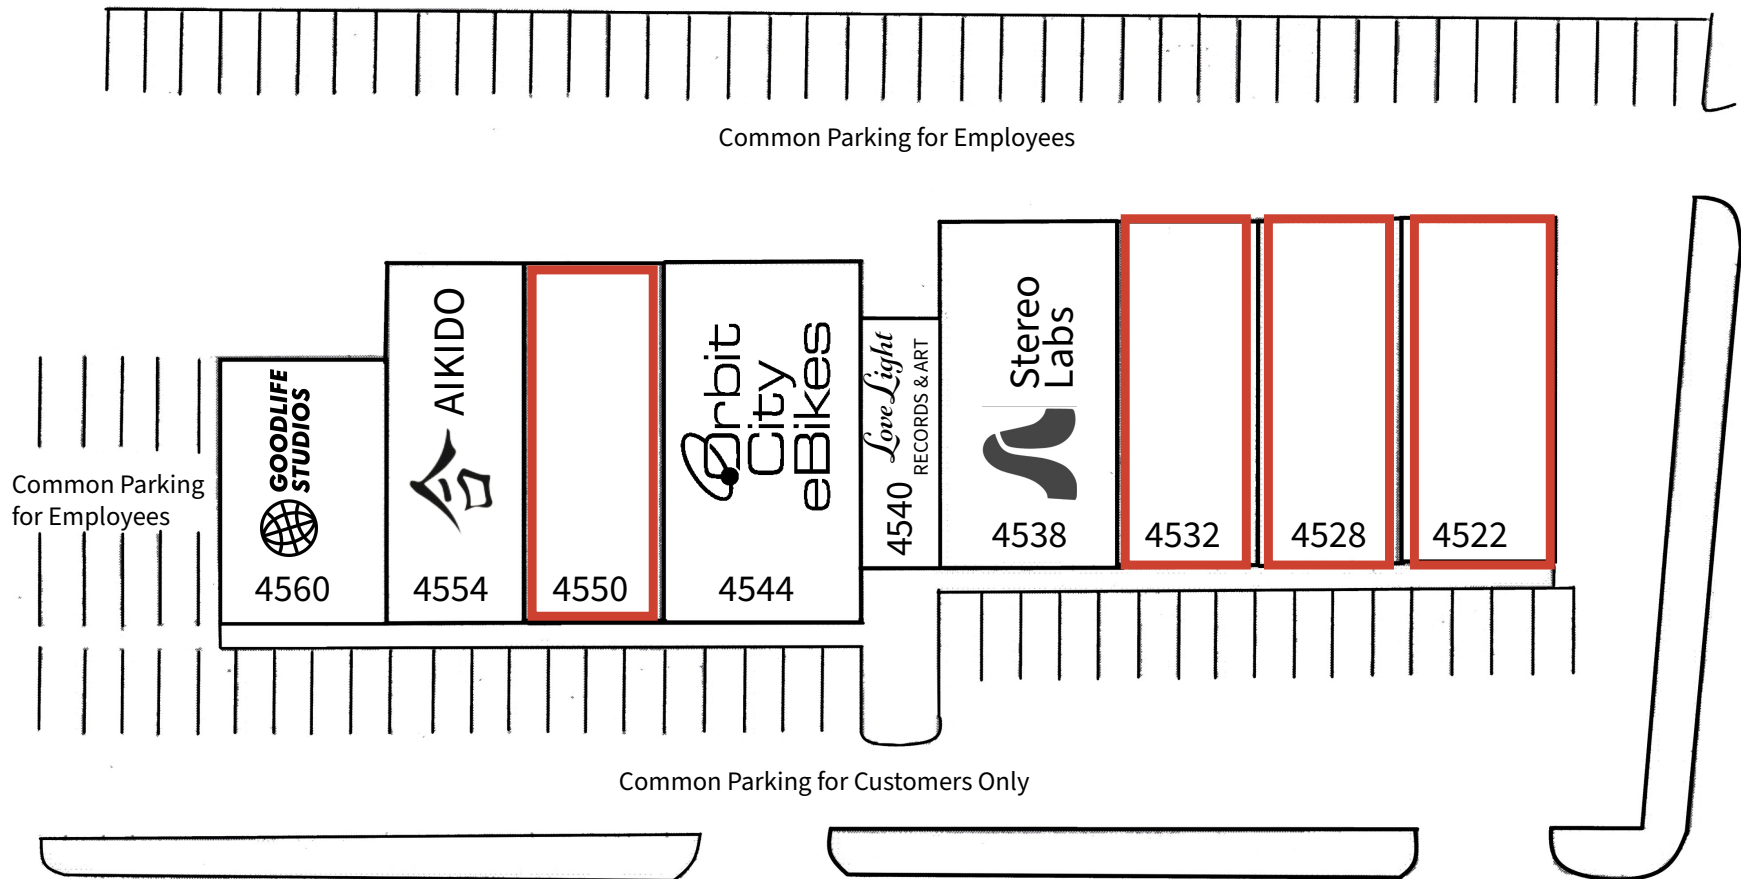 Common Parking for Employees
Common Parking
for Employees
GOODLIFE
STUDIOS
4560
AIKIDO
合
4554
4550
Orbit
City
eBikes
4544
Love Light
RECORDS & ART
4540
Stereo
Labs
4538
4532
4528
4522
Common Parking for Customers Only